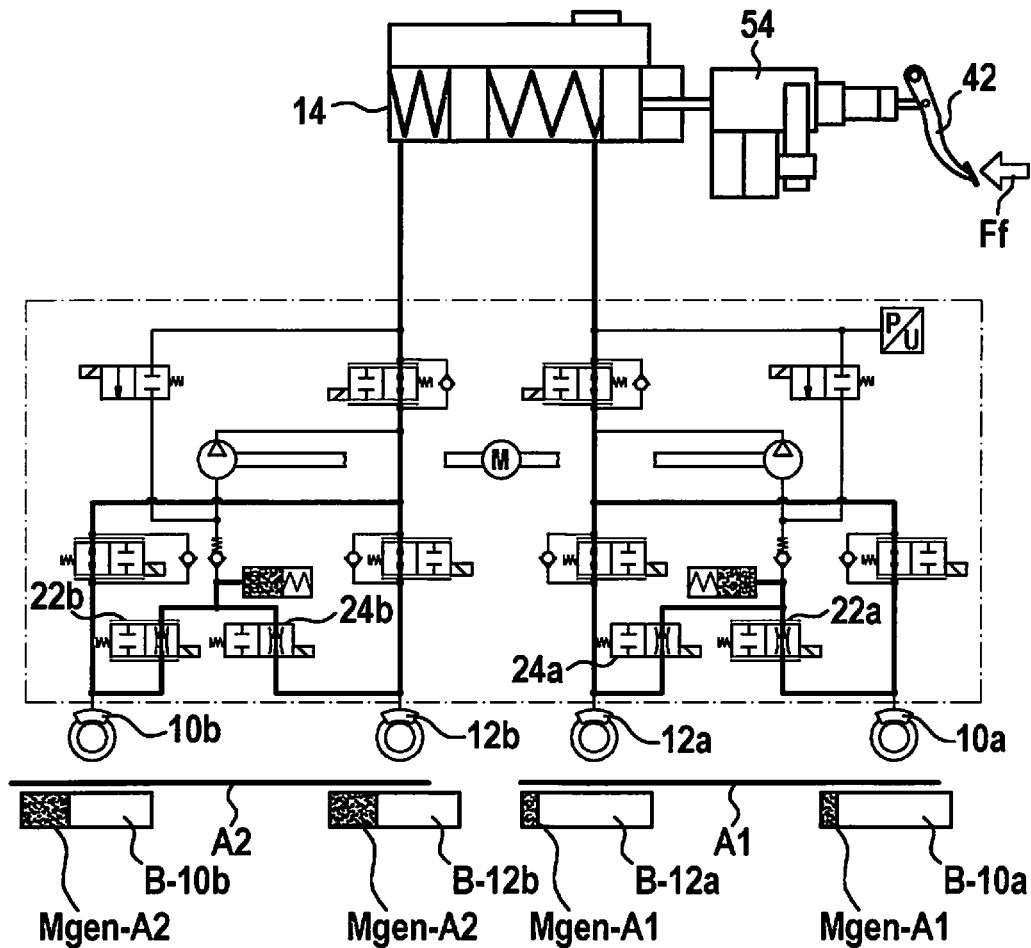 54
14
42
Ff
P
U
M
22b
24b
22a
24a
10b
12b
12a
10a
A2
A1
B-10b
B-12b
B-12a
B-10a
Mgen-A2
Mgen-A2
Mgen-A1
Mgen-A1